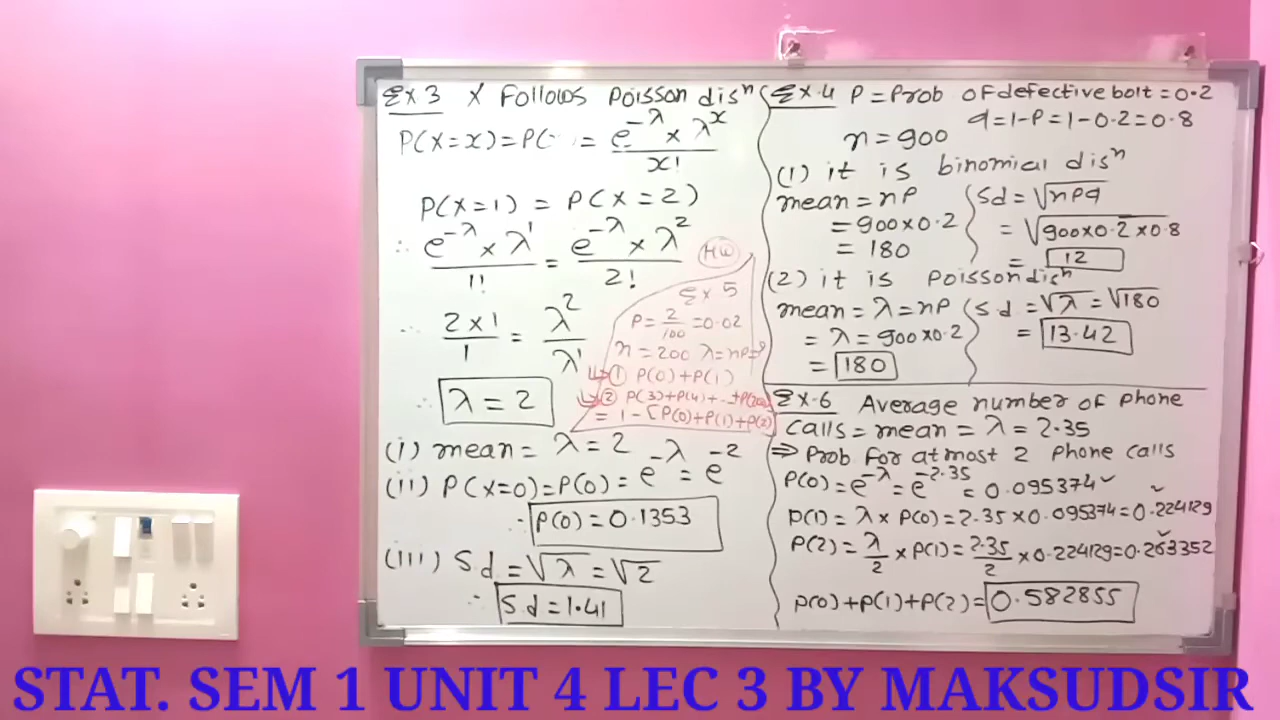 Ex 3 X Follows Poisson disⁿ
P(X=x)=P(  = e^-λ × λ^x / x!
P(X=1) = P(X=2)
∴ e^-λ × λ^1 / 1! = e^-λ × λ^2 / 2!
∴ 2×1 / 1 = λ^2 / λ^1
∴ λ = 2
(i) mean = λ = 2
(ii) P(X=0)=P(0)= e^-λ = e^-2
∴ P(0) = 0.1353
(iii) S.d = √λ = √2
∴ S.d = 1.41
HW
Ex 5
P = 2/100 = 0.02
n = 200 λ = nP =
① P(0)+P(1)
② P(3)+P(4)+ ... +P(200)
= 1 - [P(0)+P(1)+P(2)
Ex.4 P = Prob of defective bolt = 0.2
q = 1-P = 1-0.2 = 0.8
n = 900
(1) it is binomial disⁿ
mean = nP
= 900×0.2
= 180
Sd = √nPq
= √900×0.2×0.8
= 12
(2) it is Poisson disⁿ
mean = λ = nP
= λ = 900×0.2
= 180
S.d = √λ = √180
= 13.42
Ex.6 Average number of phone
calls = mean = λ = 2.35
⇒ Prob for at most 2 Phone calls
P(0) = e^-λ = e^-2.35 = 0.095374 ✓
P(1) = λ × P(0) = 2.35 × 0.095374 = 0.224129 ✓
P(2) = λ/2 × P(1) = 2.35/2 × 0.224129 = 0.263352 ✓
P(0)+P(1)+P(2) = 0.582855
STAT. SEM 1 UNIT 4 LEC 3 BY MAKSUDSIR